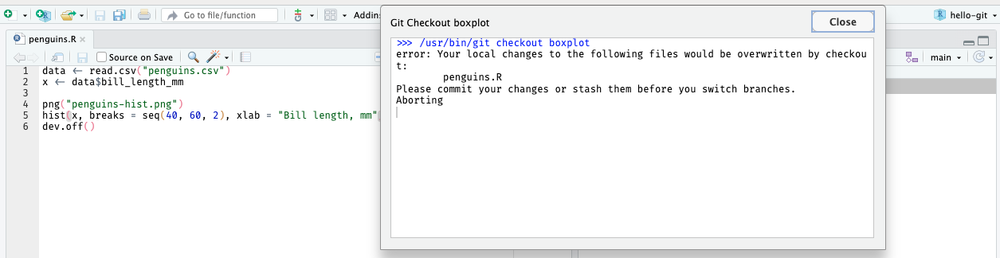 Go to file/function
Git
Addins
hello-git
penguins.R
Source on Save
main
1 data <- read.csv("penguins.csv")
2 x <- data$bill_length_mm
3
4 png("penguins-hist.png")
5 hist(x, breaks = seq(40, 60, 2), xlab = "Bill length, mm"
6 dev.off()
Git Checkout boxplot
Close
>>> /usr/bin/git checkout boxplot
error: Your local changes to the following files would be overwritten by checkou
t:
penguins.R
Please commit your changes or stash them before you switch branches.
Aborting